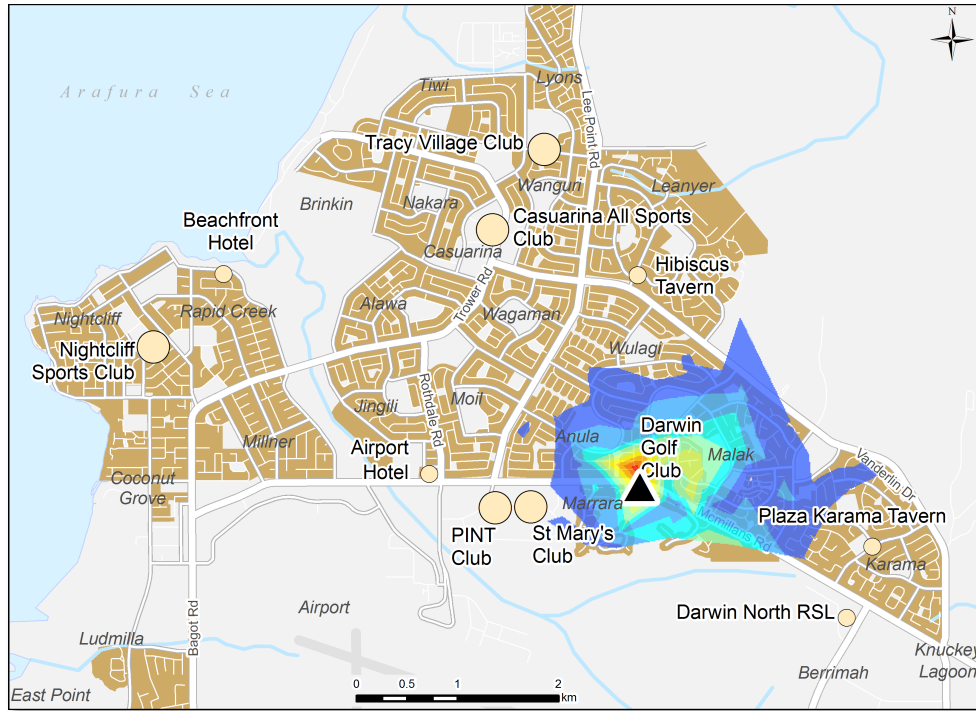 N
Arafura Sea
Tiwi
Lyons
Lee Point Rd
Tracy Village Club
Wanguri
Leanyer
Brinkin
Nakara
Beachfront
Hotel
Casuarina All Sports
Club
Casuarina
Hibiscus
Tavern
Trower Rd
Rapid Creek
Alawa
Wagaman
Nightcliff
Nightcliff
Sports Club
Wulagi
Rothdale Rd
Jingili
Moil
Millner
Anula
Darwin
Golf
Club
Malak
Airport
Hotel
Coconut
Grove
Vanderlin Dr
Marrara
Mcmillans Rd
Plaza Karama Tavern
PINT
Club
St Mary's
Club
Karama
Airport
Bagot Rd
Darwin North RSL
Ludmilla
Knuckey
Lagoon
Berrimah
East Point
0 0.5 1 2
km